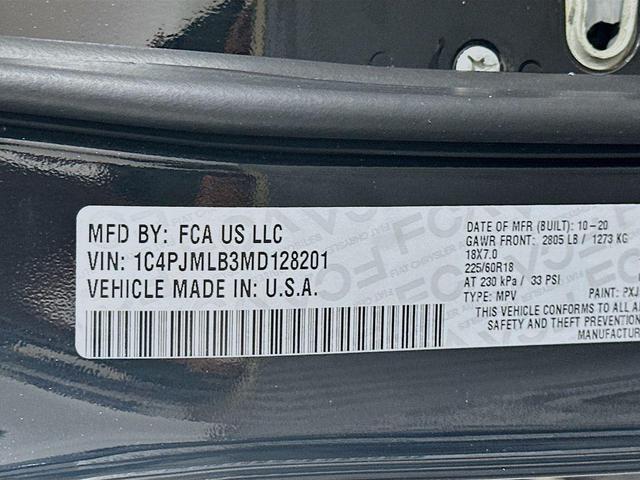 MFD BY: FCA US LLC
VIN: 1C4PJMLB3MD128201
VEHICLE MADE IN: U.S.A.
DATE OF MFR (BUILT): 10-20
GAWR FRONT: 2805 LB / 1273 KG
18X7.0
225/60R18
AT 230 kPa / 33 PSI
TYPE: MPV PAINT: PXJ
THIS VEHICLE CONFORMS TO ALL
SAFETY AND THEFT PREVENTION